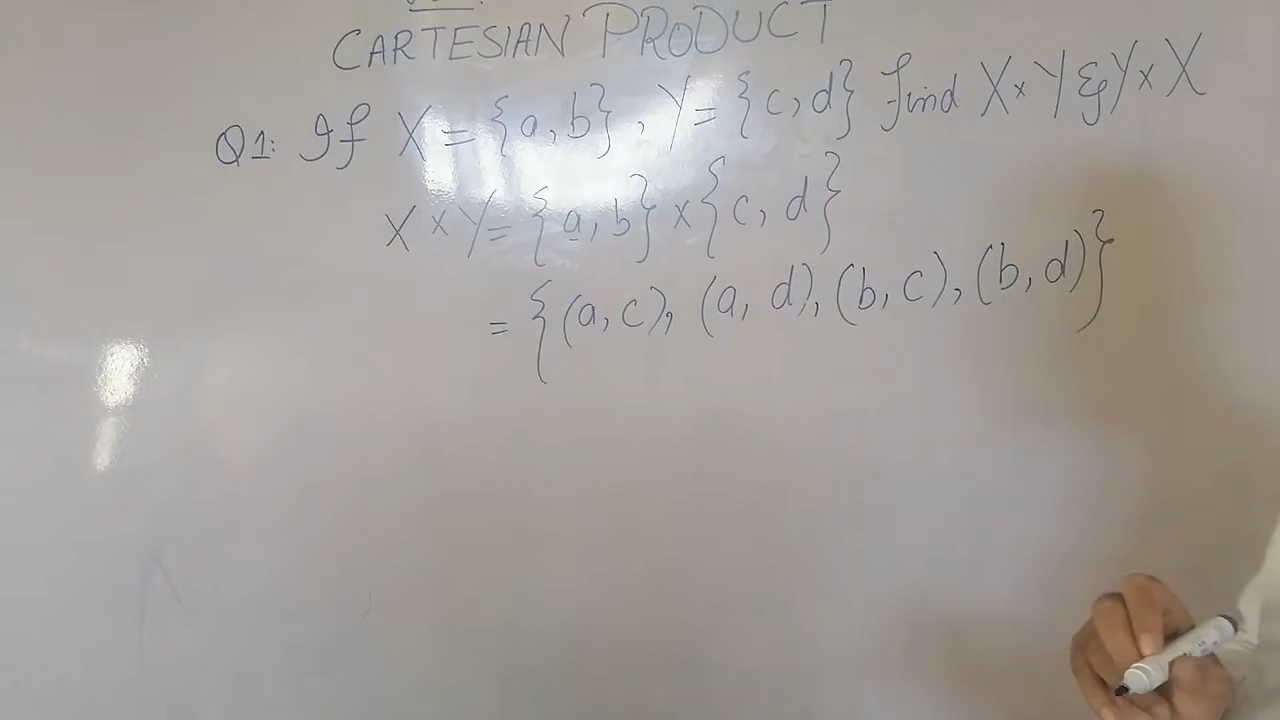 CARTESIAN PRODUCT
Q1: If X = {a, b}, Y = {c, d} find X × Y & Y × X
X × Y = {a, b} × {c, d}
= {(a, c), (a, d), (b, c), (b, d)}